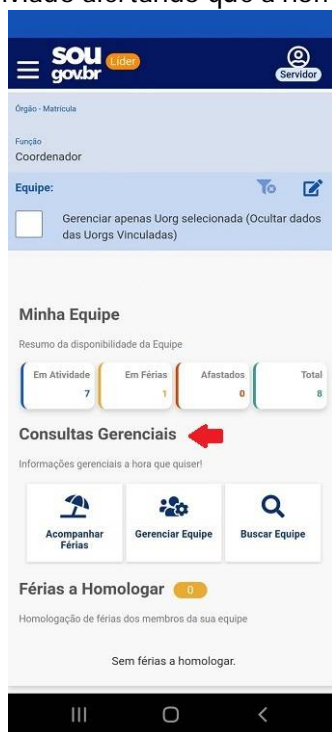 alertando que a hom
SOU
gov.br
Líder
Servidor
Órgão - Matrícula
Função
Coordenador
Equipe:
Gerenciar apenas Uorg selecionada (Ocultar dados
das Uorgs Vinculadas)
Minha Equipe
Resumo da disponibilidade da Equipe
Em Atividade
7
Em Férias
1
Afastados
0
Total
8
Consultas Gerenciais
Informações gerenciais a hora que quiser!
Acompanhar
Férias
Gerenciar Equipe
Buscar Equipe
Férias a Homologar 0
Homologação de férias dos membros da sua equipe
Sem férias a homologar.